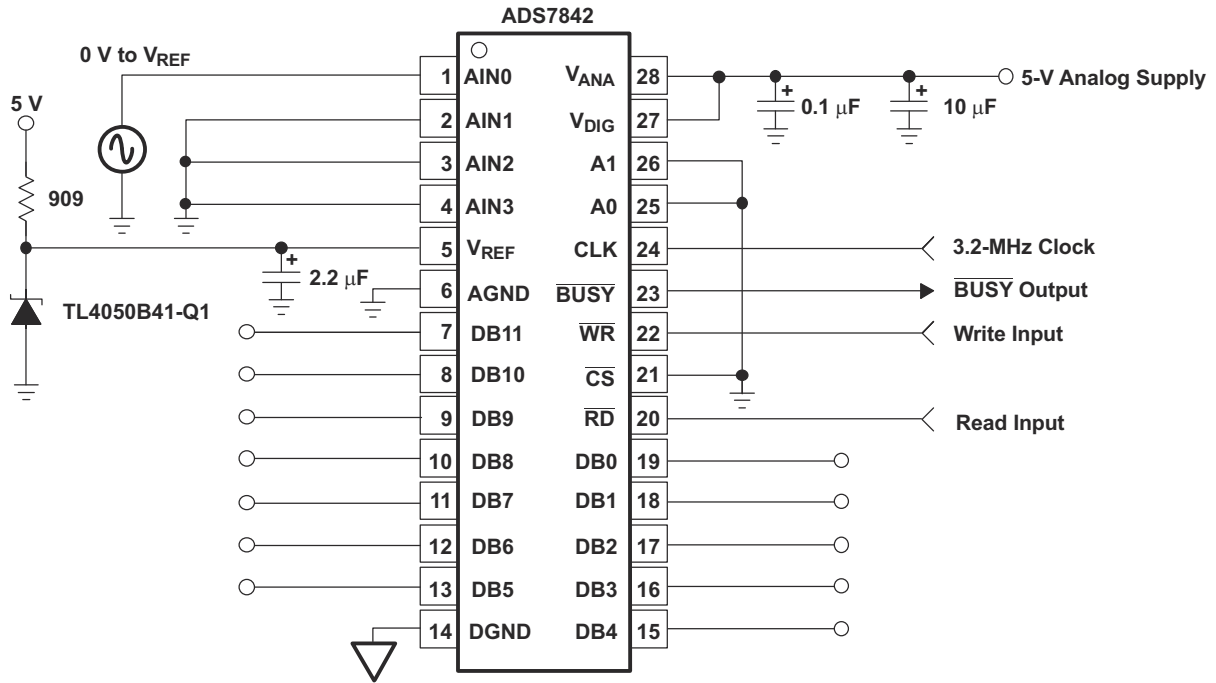 ADS7842
0 V to VREF
5 V
909
TL4050B41-Q1
+
2.2 μF
1 AIN0
2 AIN1
3 AIN2
4 AIN3
5 VREF
6 AGND
7 DB11
8 DB10
9 DB9
10 DB8
11 DB7
12 DB6
13 DB5
14 DGND
VANA 28
VDIG 27
A1 26
A0 25
CLK 24
BUSY 23
WR 22
CS 21
RD 20
DB0 19
DB1 18
DB2 17
DB3 16
DB4 15
+
0.1 μF
+
10 μF
5-V Analog Supply
3.2-MHz Clock
BUSY Output
Write Input
Read Input